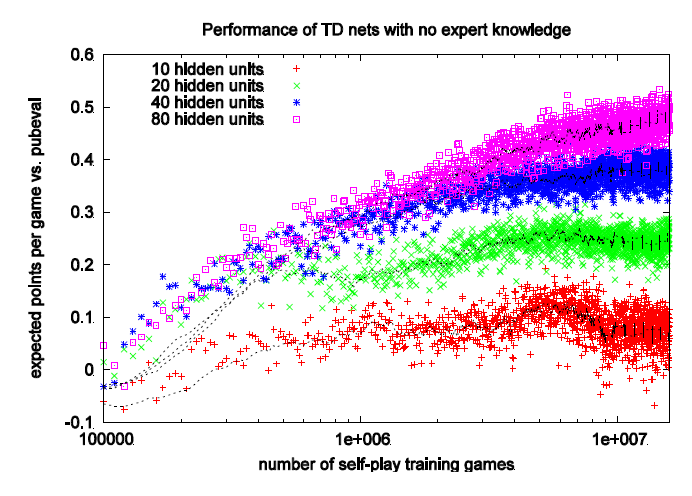 Performance of TD nets with no expert knowledge
0.6
0.5
0.4
0.3
0.2
0.1
0
-0.1
expected points per game vs. pubeval
10 hidden units
20 hidden units
40 hidden units
80 hidden units
100000
1e+006
1e+007
number of self-play training games